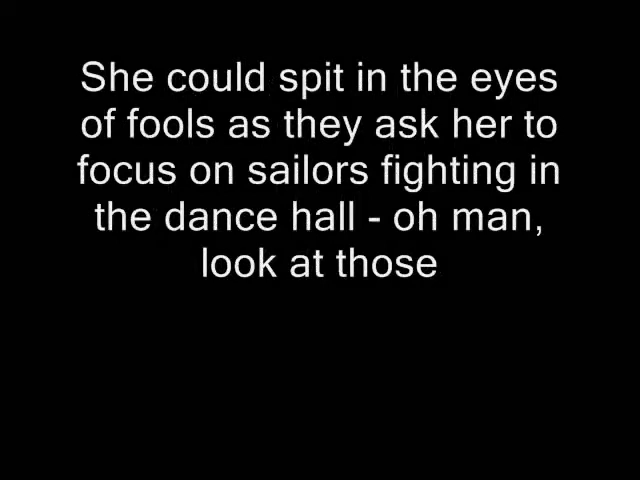 She could spit in the eyes
of fools as they ask her to
focus on sailors fighting in
the dance hall - oh man,
look at those